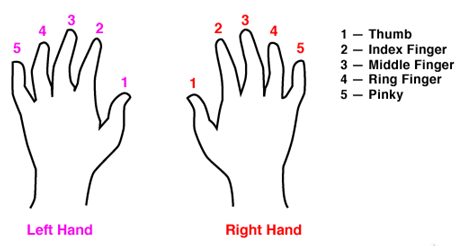 3 3
4 2 2 4
5 5
1 1
1 — Thumb
2 — Index Finger
3 — Middle Finger
4 — Ring Finger
5 — Pinky
Left Hand Right Hand